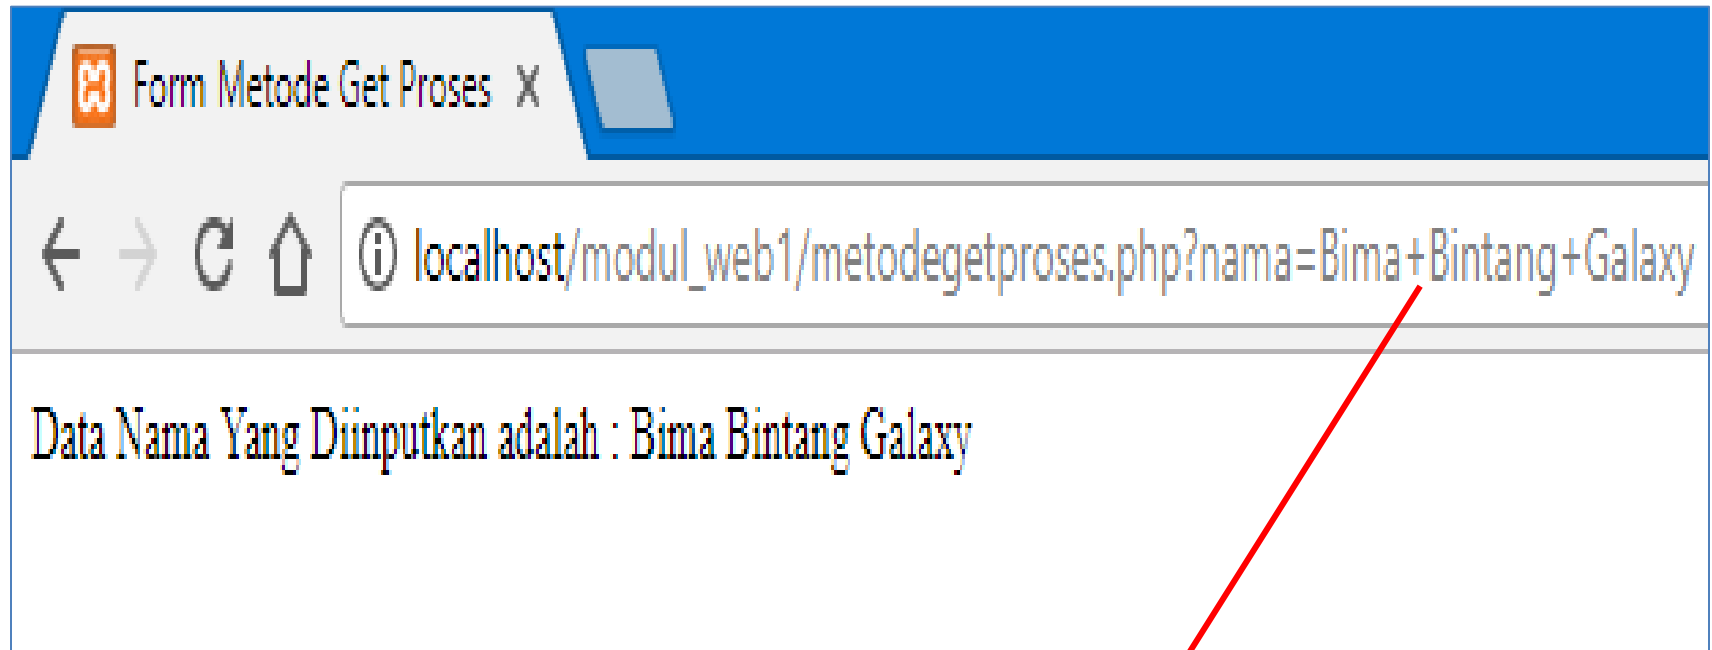 Form Metode Get Proses
localhost/modul_web1/metodegetproses.php?nama=Bima+Bintang+Galaxy
Data Nama Yang Diinputkan adalah : Bima Bintang Galaxy